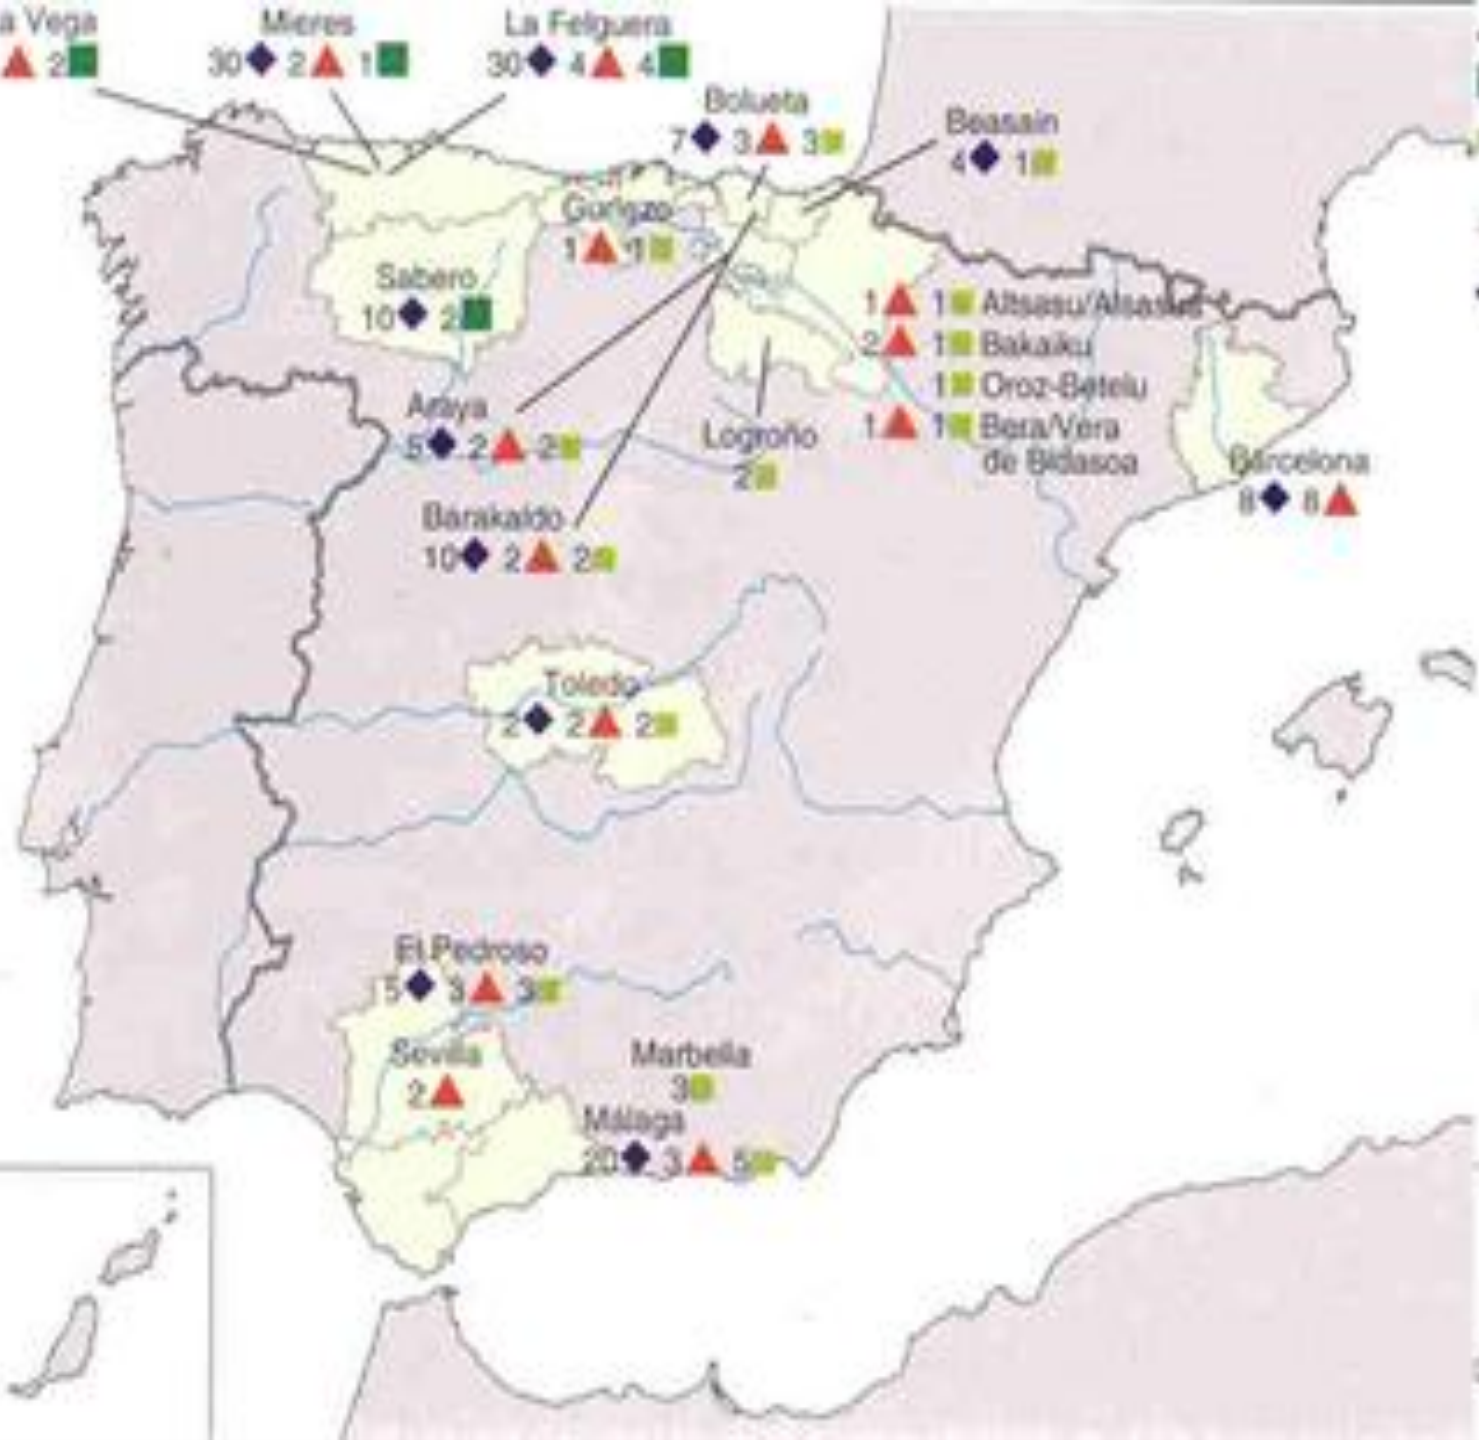 a Vega
2
Mieres
30 2 1
La Felguera
30 4 4
Bolueta
7 3 3
Beasain
4 1
Guriezo
1 1
Sabero
10 2
1 1 Altsasu/Alsasua
2 1 Bakaiku
1 Oroz-Betelu
1 1 Bera/Vera
de Bidasoa
Araya
5 2 2
Logroño
2
Barcelona
8 8
Barakaldo
10 2 2
Toledo
2 2 2
El Pedroso
5 3 3
Sevilla
2
Marbella
3
Málaga
20 3 5